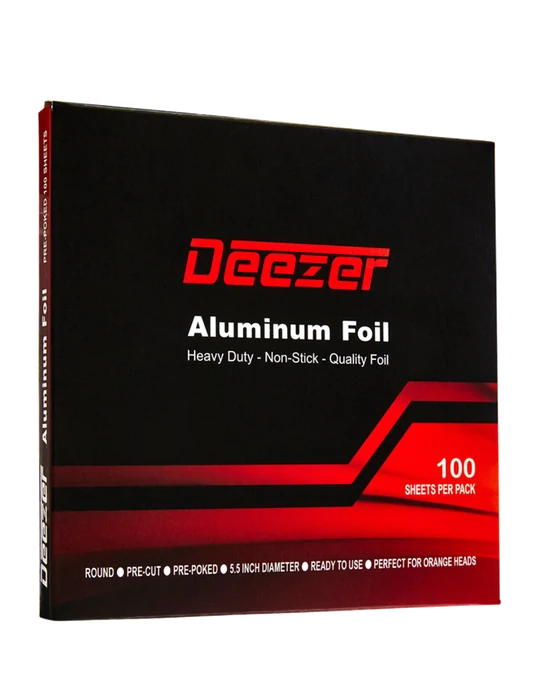 Deezer
Aluminum Foil
Heavy Duty - Non-Stick - Quality Foil
100
SHEETS PER PACK
ROUND ● PRE-CUT ● PRE-POKED ● 5.5 INCH DIAMETER ● READY TO USE ● PERFECT FOR ORANGE HEADS
Deezer Aluminum Foil PRE-POKED 100 SHEETS